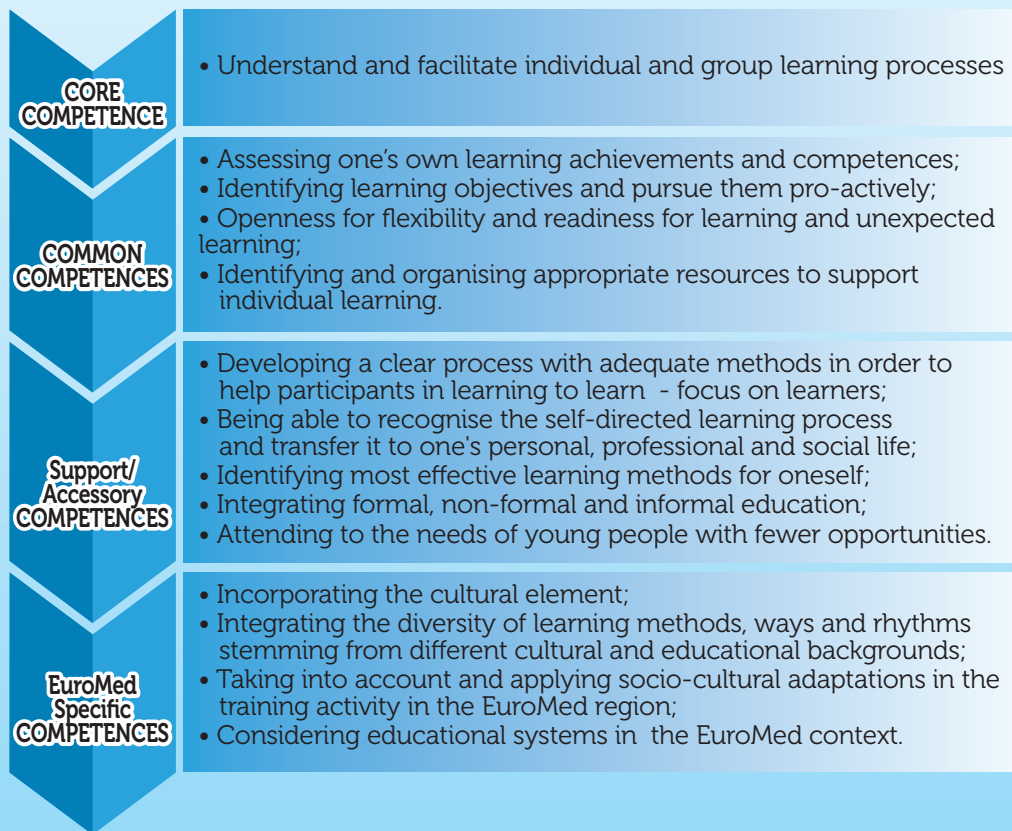 CORE
COMPETENCE
• Understand and facilitate individual and group learning processes
COMMON
COMPETENCES
• Assessing one's own learning achievements and competences;
• Identifying learning objectives and pursue them pro-actively;
• Openness for flexibility and readiness for learning and unexpected
learning;
• Identifying and organising appropriate resources to support
individual learning.
Support/
Accessory
COMPETENCES
• Developing a clear process with adequate methods in order to
help participants in learning to learn - focus on learners;
• Being able to recognise the self-directed learning process
and transfer it to one's personal, professional and social life;
• Identifying most effective learning methods for oneself;
• Integrating formal, non-formal and informal education;
• Attending to the needs of young people with fewer opportunities.
EuroMed
Specific
COMPETENCES
• Incorporating the cultural element;
• Integrating the diversity of learning methods, ways and rhythms
stemming from different cultural and educational backgrounds;
• Taking into account and applying socio-cultural adaptations in the
training activity in the EuroMed region;
• Considering educational systems in the EuroMed context.